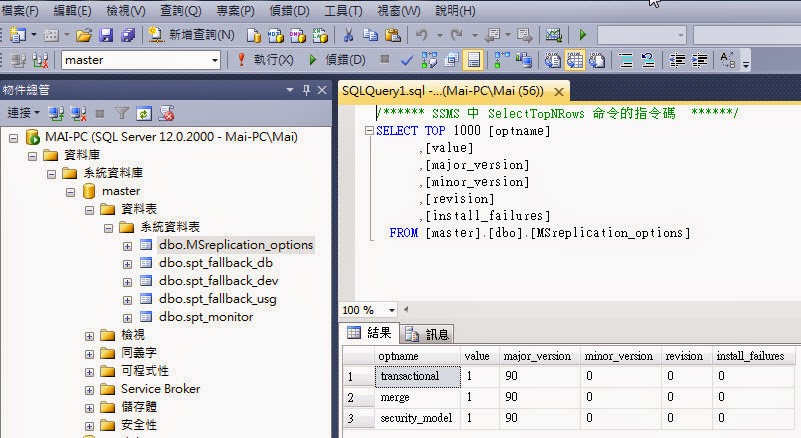 檔案(F) 編輯(E) 檢視(V) 查詢(Q) 專案(P) 偵錯(D) 工具(T) 視窗(W) 說明(H)
新增查詢(N)
master 執行(X) 偵錯(D)
物件總管
連接
MAI-PC (SQL Server 12.0.2000 - Mai-PC\Mai)
資料庫
系統資料庫
master
資料表
系統資料表
dbo.MSreplication_options
dbo.spt_fallback_db
dbo.spt_fallback_dev
dbo.spt_fallback_usg
dbo.spt_monitor
檢視
同義字
可程式性
Service Broker
儲存體
安全性
SQLQuery1.sql -...(Mai-PC\Mai (56))
/****** SSMS 中 SelectTopNRows 命令的指令碼 ******/
SELECT TOP 1000 [optname]
,[value]
,[major_version]
,[minor_version]
,[revision]
,[install_failures]
FROM [master].[dbo].[MSreplication_options]
100 %
結果 訊息
optname value major_version minor_version revision install_failures
1 transactional 1 90 0 0 0
2 merge 1 90 0 0 0
3 security_model 1 90 0 0 0